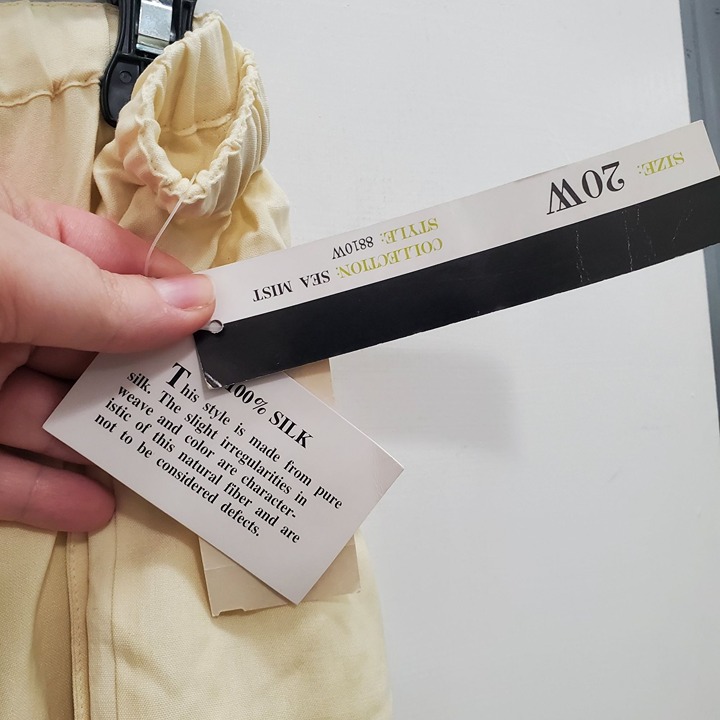 SIZE: 20W
COLLECTION: SEA MIST
STYLE: 8810W
100% SILK
This style is made from pure
silk. The slight irregularities in
weave and color are character-
istic of this natural fiber and are
not to be considered defects.